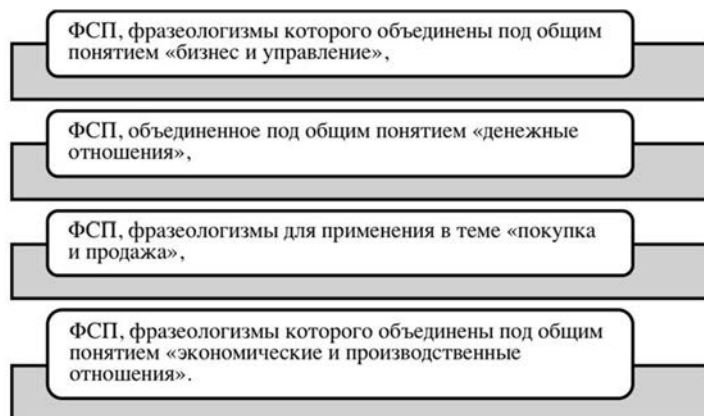 ФСП, фразеологизмы которого объединены под общим
понятием «бизнес и управление»,
ФСП, объединенное под общим понятием «денежные
отношения»,
ФСП, фразеологизмы для применения в теме «покупка
и продажа»,
ФСП, фразеологизмы которого объединены под общим
понятием «экономические и производственные
отношения».